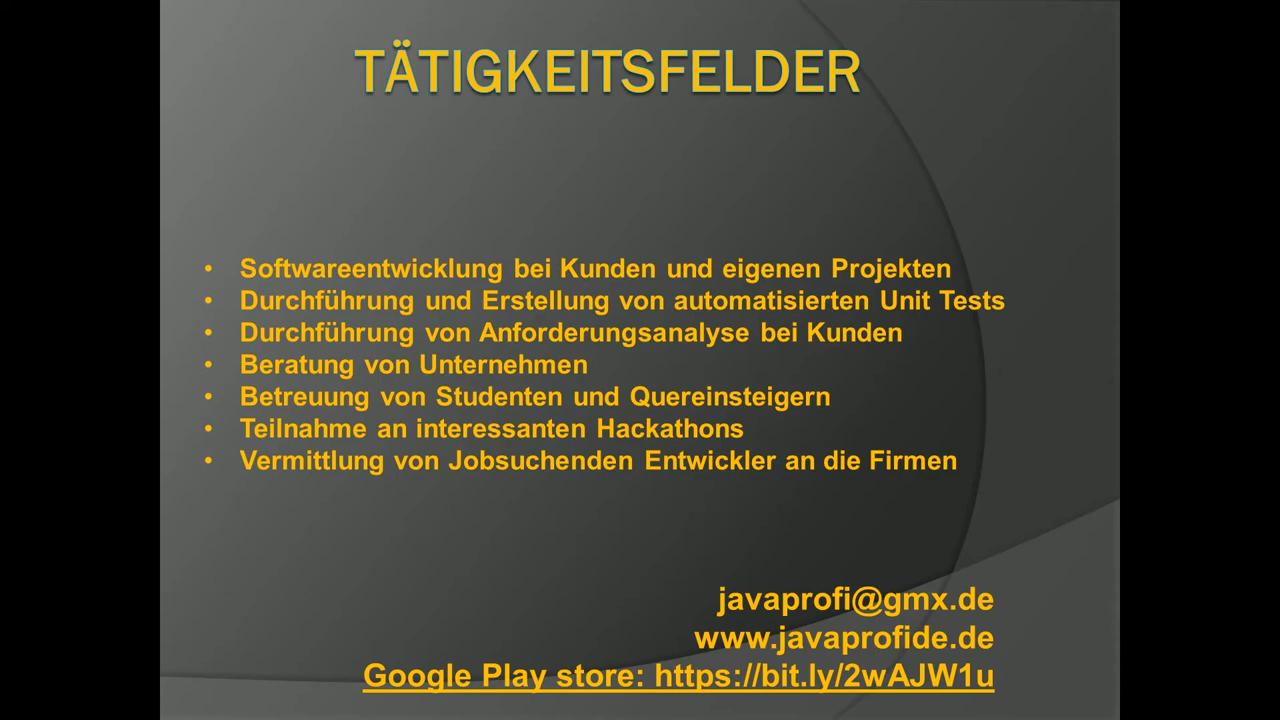 TÄTIGKEITSFELDER
• Softwareentwicklung bei Kunden und eigenen Projekten
• Durchführung und Erstellung von automatisierten Unit Tests
• Durchführung von Anforderungsanalyse bei Kunden
• Beratung von Unternehmen
• Betreuung von Studenten und Quereinsteigern
• Teilnahme an interessanten Hackathons
• Vermittlung von Jobsuchenden Entwickler an die Firmen
javaprofi@gmx.de
www.javaprofide.de
Google Play store: https://bit.ly/2wAJW1u